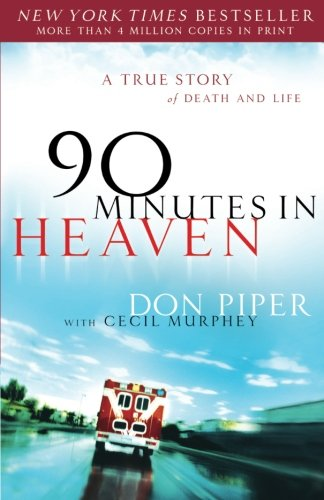 NEW YORK TIMES BESTSELLER
MORE THAN 4 MILLION COPIES IN PRINT
A TRUE STORY
of DEATH AND LIFE
90
MINUTES IN
HEAVEN
DON PIPER
WITH CECIL MURPHEY